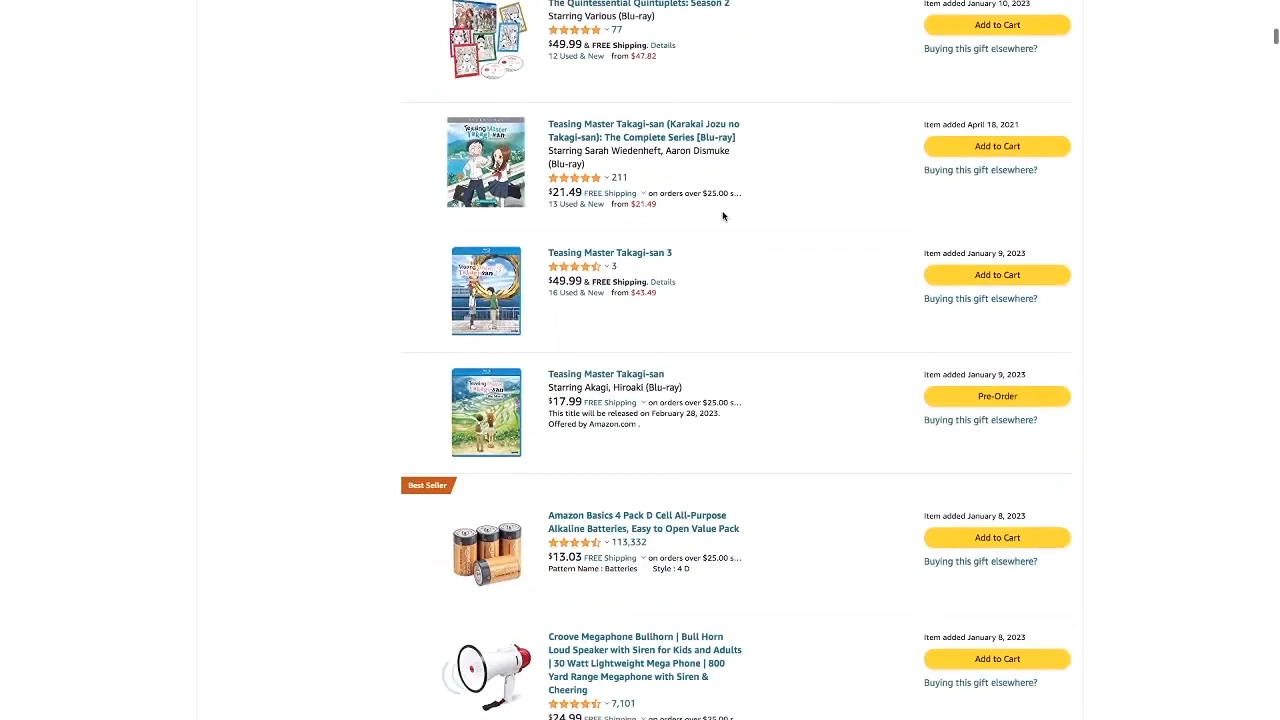 The Quintessential Quintuplets: Season 2
Starring Various (Blu-ray)
77
$49.99 & FREE Shipping. Details
12 Used & New from $47.82
Item added January 10, 2023
Add to Cart
Buying this gift elsewhere?
Teasing Master Takagi-san (Karakai Jozu no
Takagi-san): The Complete Series [Blu-ray]
Starring Sarah Wiedenheft, Aaron Dismuke
(Blu-ray)
211
$21.49 FREE Shipping on orders over $25.00 s...
13 Used & New from $21.49
Item added April 18, 2021
Add to Cart
Buying this gift elsewhere?
Teasing Master Takagi-san 3
3
$49.99 & FREE Shipping. Details
16 Used & New from $43.49
Item added January 9, 2023
Add to Cart
Buying this gift elsewhere?
Teasing Master Takagi-san
Starring Akagi, Hiroaki (Blu-ray)
$17.99 FREE Shipping on orders over $25.00 s...
This title will be released on February 28, 2023.
Offered by Amazon.com .
Item added January 9, 2023
Pre-Order
Buying this gift elsewhere?
Best Seller
Amazon Basics 4 Pack D Cell All-Purpose
Alkaline Batteries, Easy to Open Value Pack
113,332
$13.03 FREE Shipping on orders over $25.00 s...
Pattern Name : Batteries Style : 4 D
Item added January 8, 2023
Add to Cart
Buying this gift elsewhere?
Croove Megaphone Bullhorn | Bull Horn
Loud Speaker with Siren for Kids and Adults
| 30 Watt Lightweight Mega Phone | 800
Yard Range Megaphone with Siren &
Cheering
7,101
$24.99 FREE Shipping on orders over $25.00 s...
Item added January 8, 2023
Add to Cart
Buying this gift elsewhere?